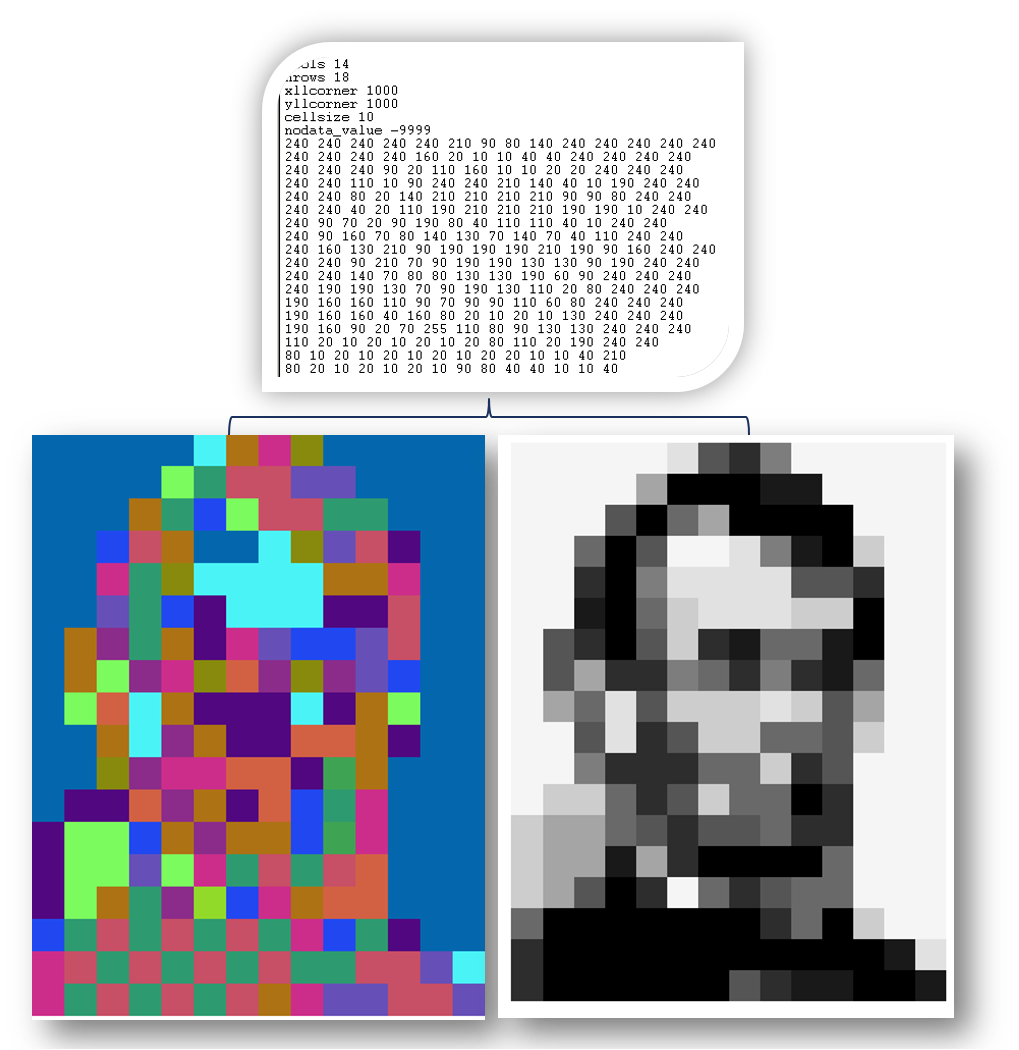 ncols 14
nrows 18
xllcorner 1000
yllcorner 1000
cellsize 10
nodata_value -9999
240 240 240 240 240 210 90 80 140 240 240 240 240 240
240 240 240 240 160 20 10 10 40 40 240 240 240 240
240 240 240 90 20 110 160 10 10 20 20 240 240 240
240 240 110 10 90 240 240 210 140 40 10 190 240 240
240 240 80 20 140 210 210 210 210 90 90 80 240 240
240 240 40 20 110 190 210 210 210 190 190 10 240 240
240 90 70 20 90 190 80 40 110 110 40 10 240 240
240 90 160 70 80 140 130 70 140 70 40 110 240 240
240 160 130 210 90 190 190 190 210 190 90 160 240 240
240 240 90 210 70 90 190 190 130 130 90 190 240 240
240 240 140 70 80 80 130 130 190 60 90 240 240 240
240 190 190 130 70 90 190 130 110 20 80 240 240 240
190 160 160 110 90 70 90 90 110 60 80 240 240 240
190 160 160 40 160 80 20 10 20 10 130 240 240 240
190 160 90 20 70 255 110 80 90 130 130 240 240 240
110 20 10 20 10 20 10 20 80 110 20 190 240 240
80 10 20 10 20 10 20 10 20 20 10 10 40 210
80 20 10 20 10 20 10 90 80 40 40 10 10 40